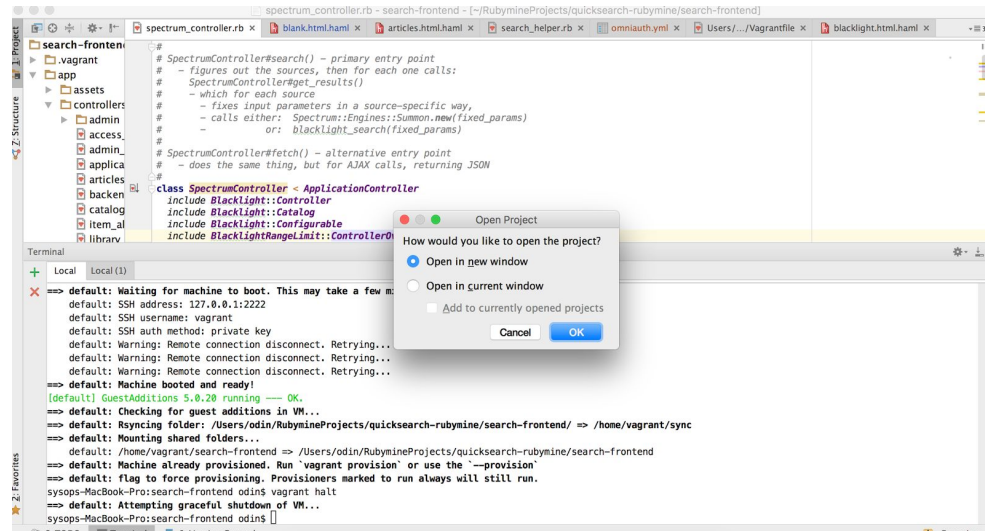 spectrum_controller.rb - search-frontend - [~/RubymineProjects/quicksearch-rubymine/search-frontend]
spectrum_controller.rb × blank.html.haml × articles.html.haml × search_helper.rb × omniauth.yml × Users/.../Vagrantfile × blacklight.html.haml ×
1: Project
Z: Structure
2: Favorites
search-fronten
.vagrant
app
assets
controllers
admin
access_
admin_
applica
articles
backen
catalog
item_al
library
#
# SpectrumController#search() - primary entry point
# - figures out the sources, then for each one calls:
# SpectrumController#get_results()
# - which for each source
# - fixes input parameters in a source-specific way,
# - calls either: Spectrum::Engines::Summon.new(fixed_params)
# - or: blacklight_search(fixed_params)
#
# SpectrumController#fetch() - alternative entry point
# - does the same thing, but for AJAX calls, returning JSON
#
class SpectrumController < ApplicationController
include Blacklight::Controller
include Blacklight::Catalog
include Blacklight::Configurable
include BlacklightRangeLimit::ControllerOv
Open Project
How would you like to open the project?
Open in new window
Open in current window
Add to currently opened projects
Cancel OK
Terminal
Local Local (1)
==> default: Waiting for machine to boot. This may take a few mi
default: SSH address: 127.0.0.1:2222
default: SSH username: vagrant
default: SSH auth method: private key
default: Warning: Remote connection disconnect. Retrying...
default: Warning: Remote connection disconnect. Retrying...
default: Warning: Remote connection disconnect. Retrying...
==> default: Machine booted and ready!
[default] GuestAdditions 5.0.20 running --- OK.
==> default: Checking for guest additions in VM...
==> default: Rsyncing folder: /Users/odin/RubymineProjects/quicksearch-rubymine/search-frontend/ => /home/vagrant/sync
==> default: Mounting shared folders...
default: /home/vagrant/search-frontend => /Users/odin/RubymineProjects/quicksearch-rubymine/search-frontend
==> default: Machine already provisioned. Run `vagrant provision` or use the `--provision`
==> default: flag to force provisioning. Provisioners marked to run always will still run.
sysops-MacBook-Pro:search-frontend odin$ vagrant halt
==> default: Attempting graceful shutdown of VM...
sysops-MacBook-Pro:search-frontend odin$